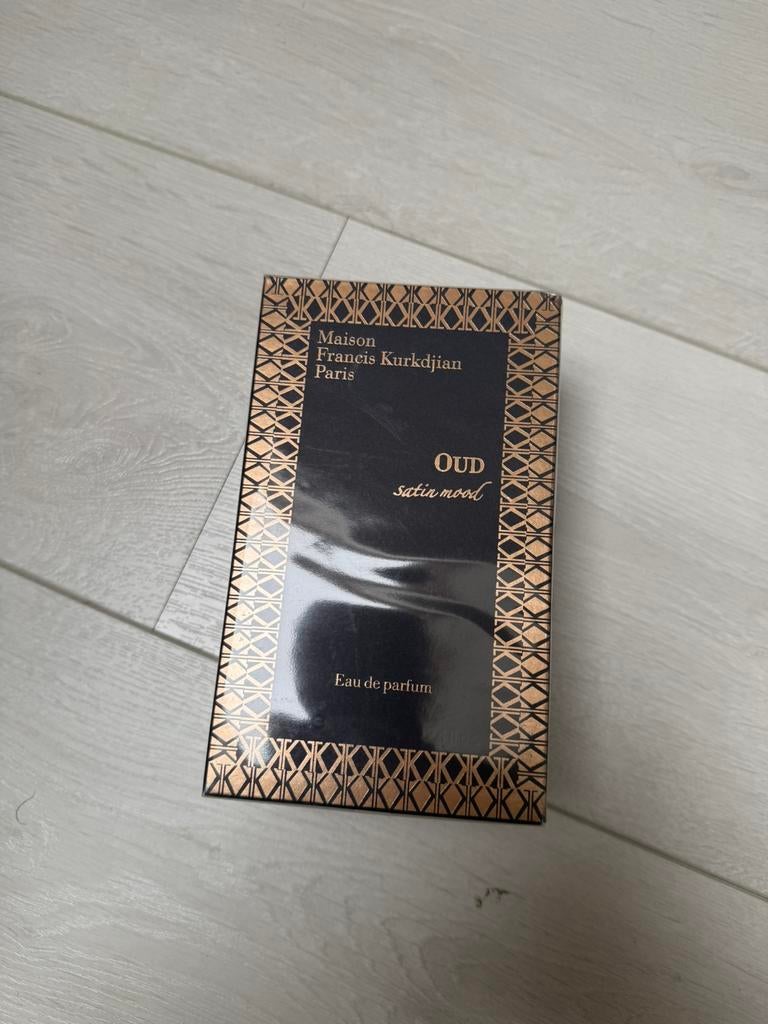 Maison
Francis Kurkdjian
Paris
OUD
satin mood
Eau de parfum